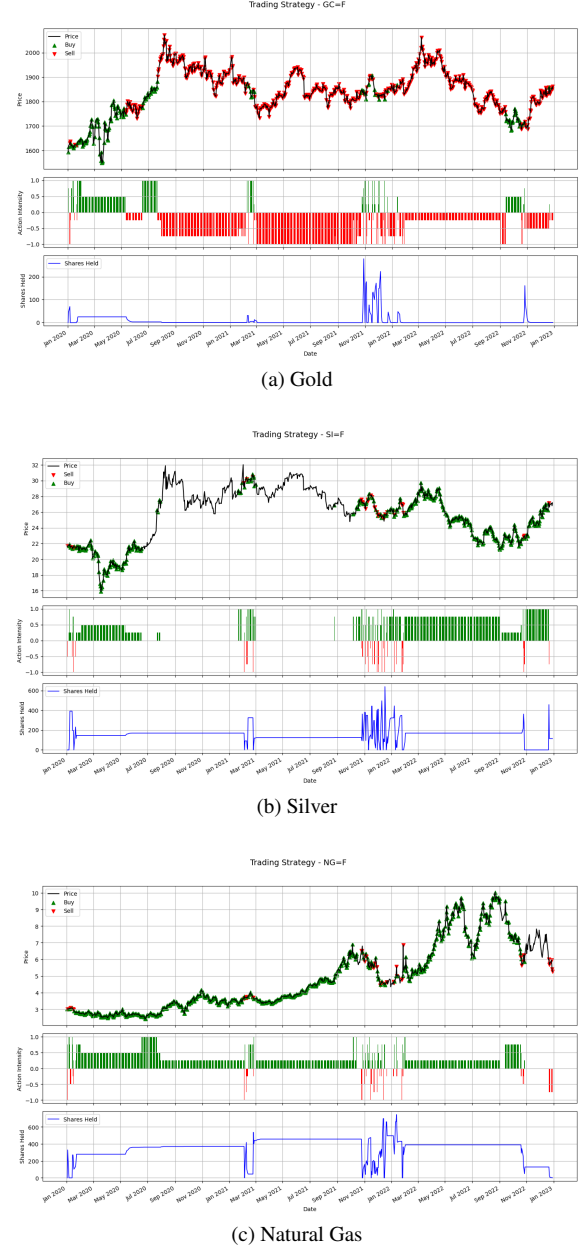 Trading Strategy - GC=F
Price
Buy
Sell
Price
2000
1900
1800
1700
1600
Action Intensity
1.0
0.5
0.0
−0.5
−1.0
Shares Held
Shares Held
200
100
0
Jan 2020 Mar 2020 May 2020 Jul 2020 Sep 2020 Nov 2020 Jan 2021 Mar 2021 May 2021 Jul 2021 Sep 2021 Nov 2021 Jan 2022 Mar 2022 May 2022 Jul 2022 Sep 2022 Nov 2022 Jan 2023
Date
(a) Gold
Trading Strategy - SI=F
Price
Sell
Buy
Price
32
30
28
26
24
22
20
18
16
Action Intensity
1.0
0.5
0.0
−0.5
−1.0
Shares Held
Shares Held
600
400
200
0
Jan 2020 Mar 2020 May 2020 Jul 2020 Sep 2020 Nov 2020 Jan 2021 Mar 2021 May 2021 Jul 2021 Sep 2021 Nov 2021 Jan 2022 Mar 2022 May 2022 Jul 2022 Sep 2022 Nov 2022 Jan 2023
Date
(b) Silver
Trading Strategy - NG=F
Price
Buy
Sell
Price
10
9
8
7
6
5
4
3
Action Intensity
1.0
0.5
0.0
−0.5
−1.0
Shares Held
Shares Held
600
400
200
0
Jan 2020 Mar 2020 May 2020 Jul 2020 Sep 2020 Nov 2020 Jan 2021 Mar 2021 May 2021 Jul 2021 Sep 2021 Nov 2021 Jan 2022 Mar 2022 May 2022 Jul 2022 Sep 2022 Nov 2022 Jan 2023
Date
(c) Natural Gas